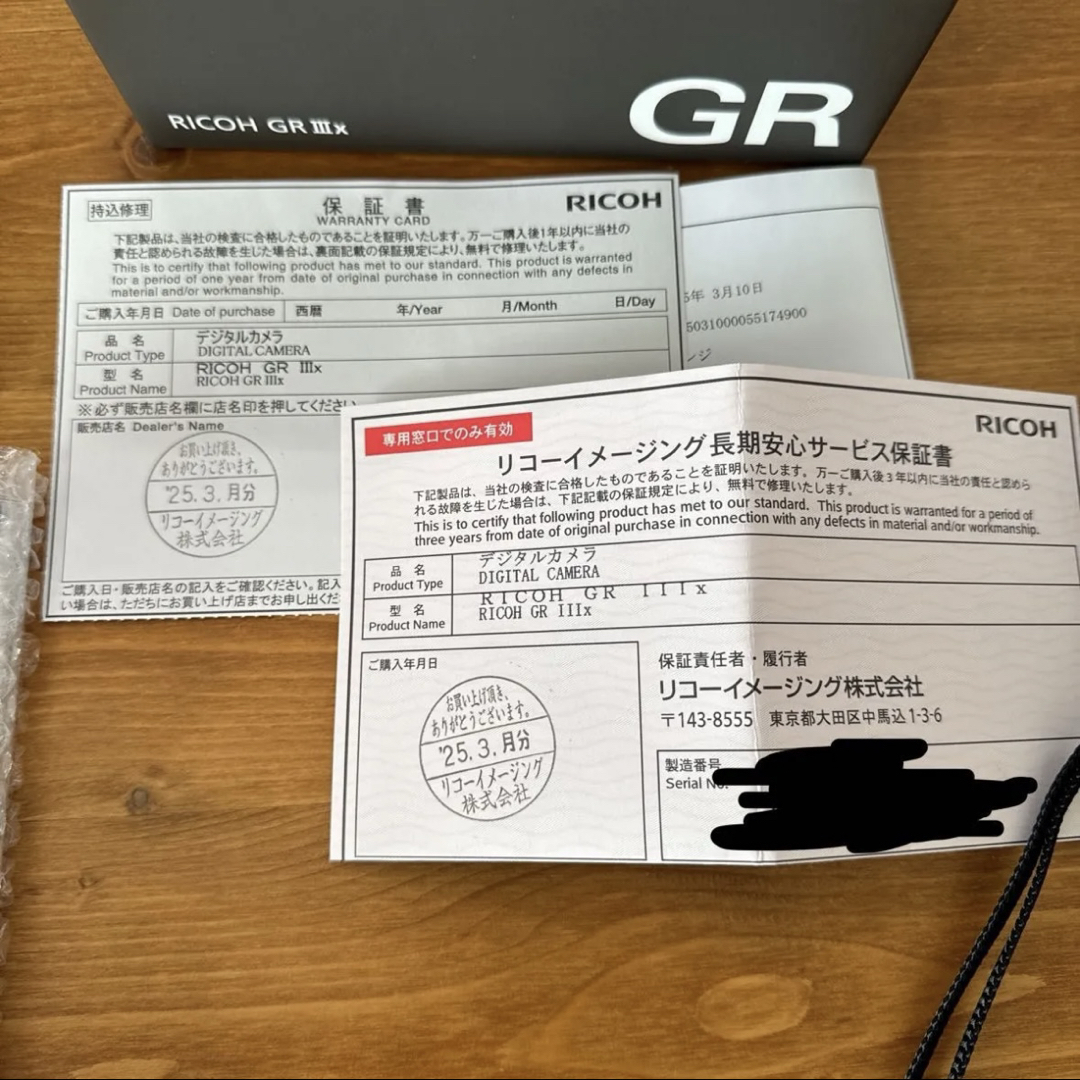 RICOH GR IIIx
GR
持込修理
保証書
RICOH
WARRANTY CARD
下記製品は、当社の検査に合格したものであることを証明いたします。万一ご購入後1年以内に当社の
責任と認められる故障を生じた場合は、裏面記載の保証規定により、無料で修理いたします。
This is to certify that following product has met to our standard. This product is warranted
for a period of one year from date of original purchase in connection with any defects in
material and/or workmanship.
ご購入年月日 Date of purchase 西暦 年/Year 月/Month 日/Day
品名 デジタルカメラ
Product Type DIGITAL CAMERA
型名 RICOH GR IIIx
Product Name RICOH GR IIIx
※必ず販売店名欄に店名印を押してください
販売店名 Dealer's Name
お買い上げ頂き、
ありがとうございます。
'25.3.月分
リコーイメージング
株式会社
ご購入日・販売店名の記入をご確認ください。記入
い場合は、ただちにお買い上げ店までお申し出くだ
5年 3月10日
5031000055174900
ンジ
専用窓口でのみ有効
RICOH
リコーイメージング長期安心サービス保証書
下記製品は、当社の検査に合格したものであることを証明いたします。万一ご購入後3年以内に当社の責任と認めら
れる故障を生じた場合は、下記記載の保証規定により、無料で修理いたします。
This is to certify that following product has met to our standard. This product is warranted for a period of
three years from date of original purchase in connection with any defects in material and/or workmanship.
品名 デジタルカメラ
Product Type DIGITAL CAMERA
型名 RICOH GR IIIx
Product Name RICOH GR IIIx
ご購入年月日
お買い上げ頂き、
ありがとうございます。
'25.3.月分
リコーイメージング
株式会社
保証責任者・履行者
リコーイメージング株式会社
〒143-8555 東京都大田区中馬込1-3-6
製造番号
Serial No.